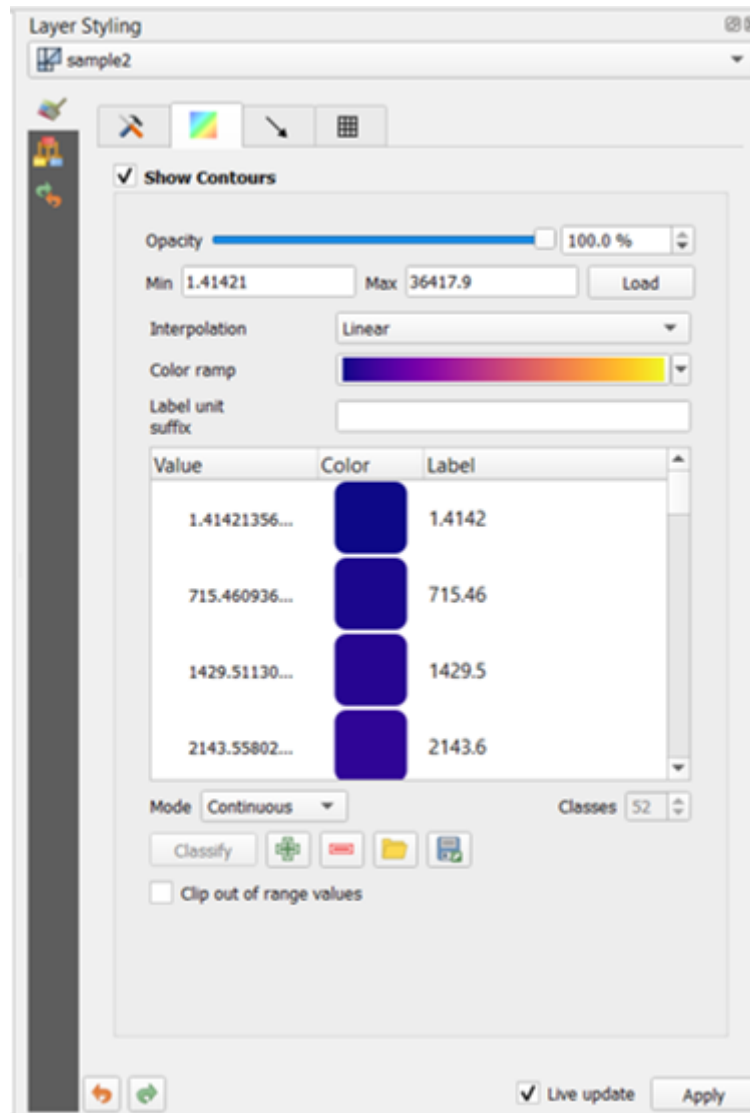 Layer Styling
sample2
Show Contours
Opacity 100.0 %
Min 1.41421 Max 36417.9 Load
Interpolation Linear
Color ramp
Label unit
suffix
Value Color Label
1.41421356... 1.4142
715.460936... 715.46
1429.51130... 1429.5
2143.55802... 2143.6
Mode Continuous Classes 52
Classify
Clip out of range values
Live update Apply